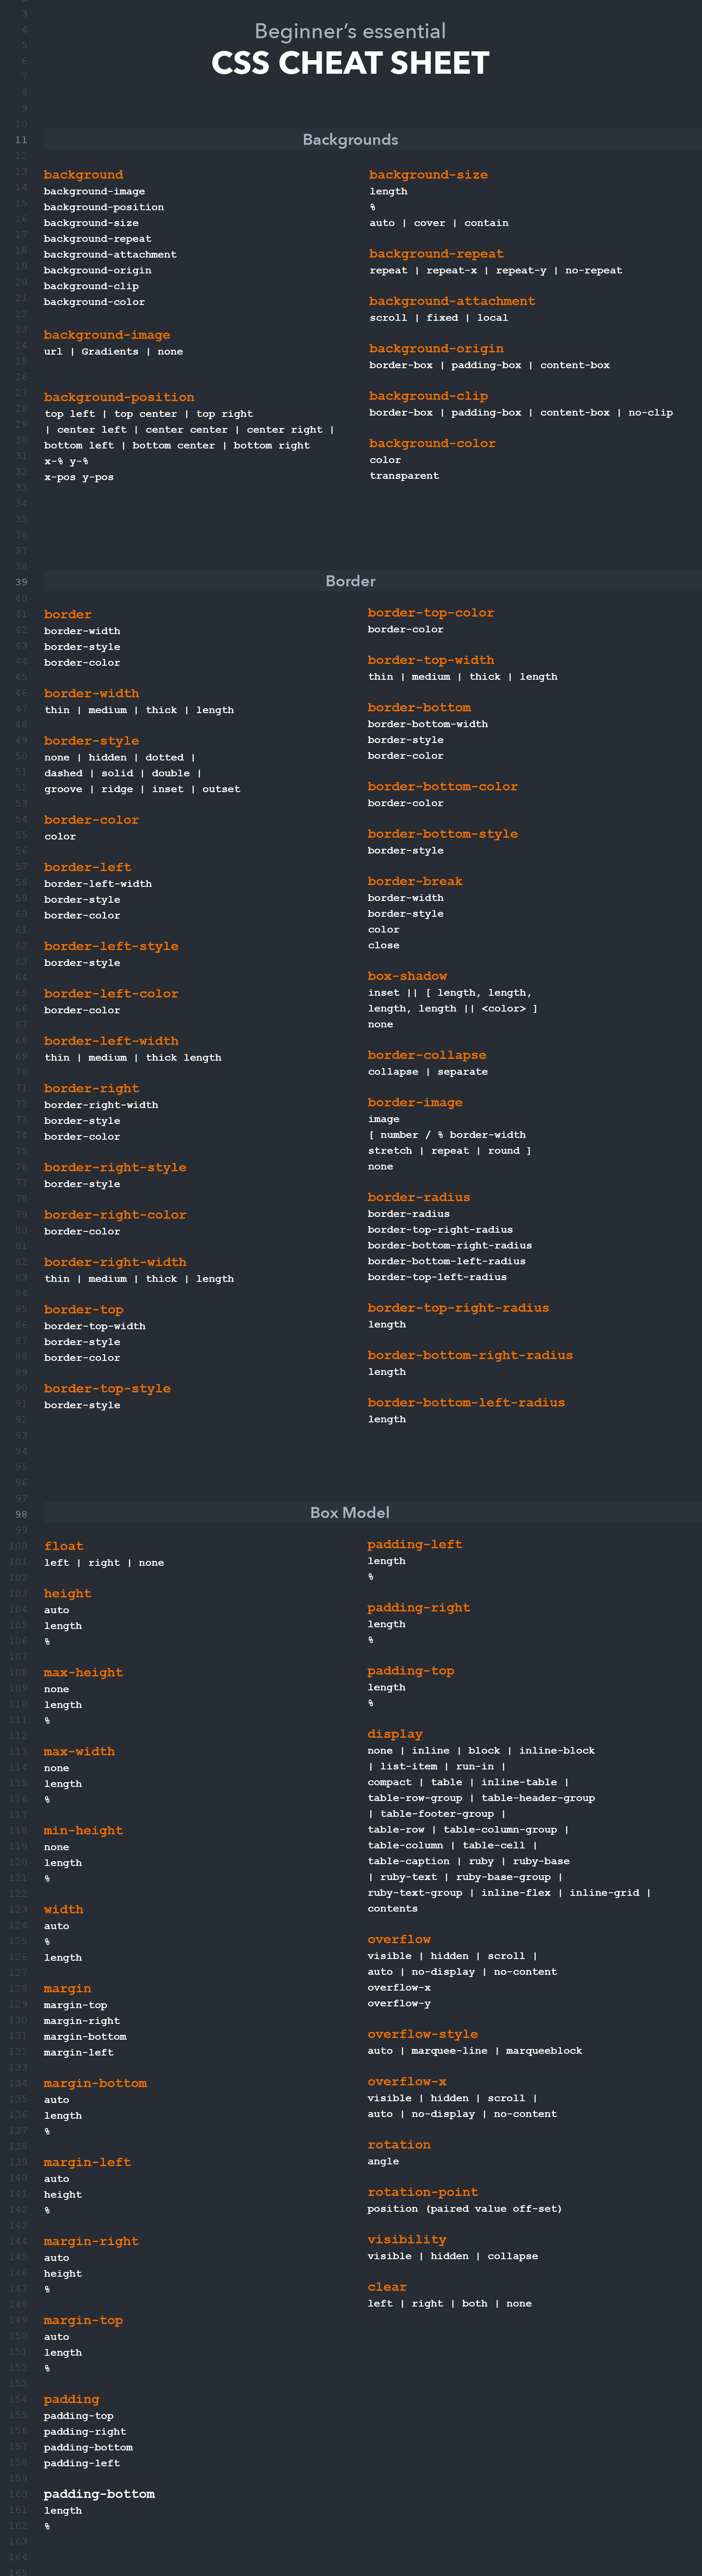 Beginner's essential
CSS CHEAT SHEET
Backgrounds
background
background-image
background-position
background-size
background-repeat
background-attachment
background-origin
background-clip
background-color
background-image
url | Gradients | none
background-position
top left | top center | top right
| center left | center center | center right |
bottom left | bottom center | bottom right
x-% y-%
x-pos y-pos
background-size
length
%
auto | cover | contain
background-repeat
repeat | repeat-x | repeat-y | no-repeat
background-attachment
scroll | fixed | local
background-origin
border-box | padding-box | content-box
background-clip
border-box | padding-box | content-box | no-clip
background-color
color
transparent
Border
border
border-width
border-style
border-color
border-width
thin | medium | thick | length
border-style
none | hidden | dotted |
dashed | solid | double |
groove | ridge | inset | outset
border-color
color
border-left
border-left-width
border-style
border-color
border-left-style
border-style
border-left-color
border-color
border-left-width
thin | medium | thick length
border-right
border-right-width
border-style
border-color
border-right-style
border-style
border-right-color
border-color
border-right-width
thin | medium | thick | length
border-top
border-top-width
border-style
border-color
border-top-style
border-style
border-top-color
border-color
border-top-width
thin | medium | thick | length
border-bottom
border-bottom-width
border-style
border-color
border-bottom-color
border-color
border-bottom-style
border-style
border-break
border-width
border-style
color
close
box-shadow
inset || [ length, length,
length, length || <color> ]
none
border-collapse
collapse | separate
border-image
image
[ number / % border-width
stretch | repeat | round ]
none
border-radius
border-radius
border-top-right-radius
border-bottom-right-radius
border-bottom-left-radius
border-top-left-radius
border-top-right-radius
length
border-bottom-right-radius
length
border-bottom-left-radius
length
Box Model
float
left | right | none
height
auto
length
%
max-height
none
length
%
max-width
none
length
%
min-height
none
length
%
width
auto
%
length
margin
margin-top
margin-right
margin-bottom
margin-left
margin-bottom
auto
length
%
margin-left
auto
height
%
margin-right
auto
height
%
margin-top
auto
length
%
padding
padding-top
padding-right
padding-bottom
padding-left
padding-bottom
length
%
padding-left
length
%
padding-right
length
%
padding-top
length
%
display
none | inline | block | inline-block
| list-item | run-in |
compact | table | inline-table |
table-row-group | table-header-group
| table-footer-group |
table-row | table-column-group |
table-column | table-cell |
table-caption | ruby | ruby-base
| ruby-text | ruby-base-group |
ruby-text-group | inline-flex | inline-grid |
contents
overflow
visible | hidden | scroll |
auto | no-display | no-content
overflow-x
overflow-y
overflow-style
auto | marquee-line | marqueeblock
overflow-x
visible | hidden | scroll |
auto | no-display | no-content
rotation
angle
rotation-point
position (paired value off-set)
visibility
visible | hidden | collapse
clear
left | right | both | none